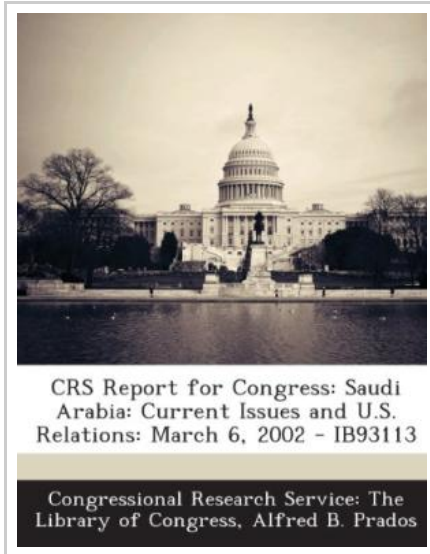 CRS Report for Congress: Saudi
Arabia: Current Issues and U.S.
Relations: March 6, 2002 - IB93113
Congressional Research Service: The
Library of Congress, Alfred B. Prados